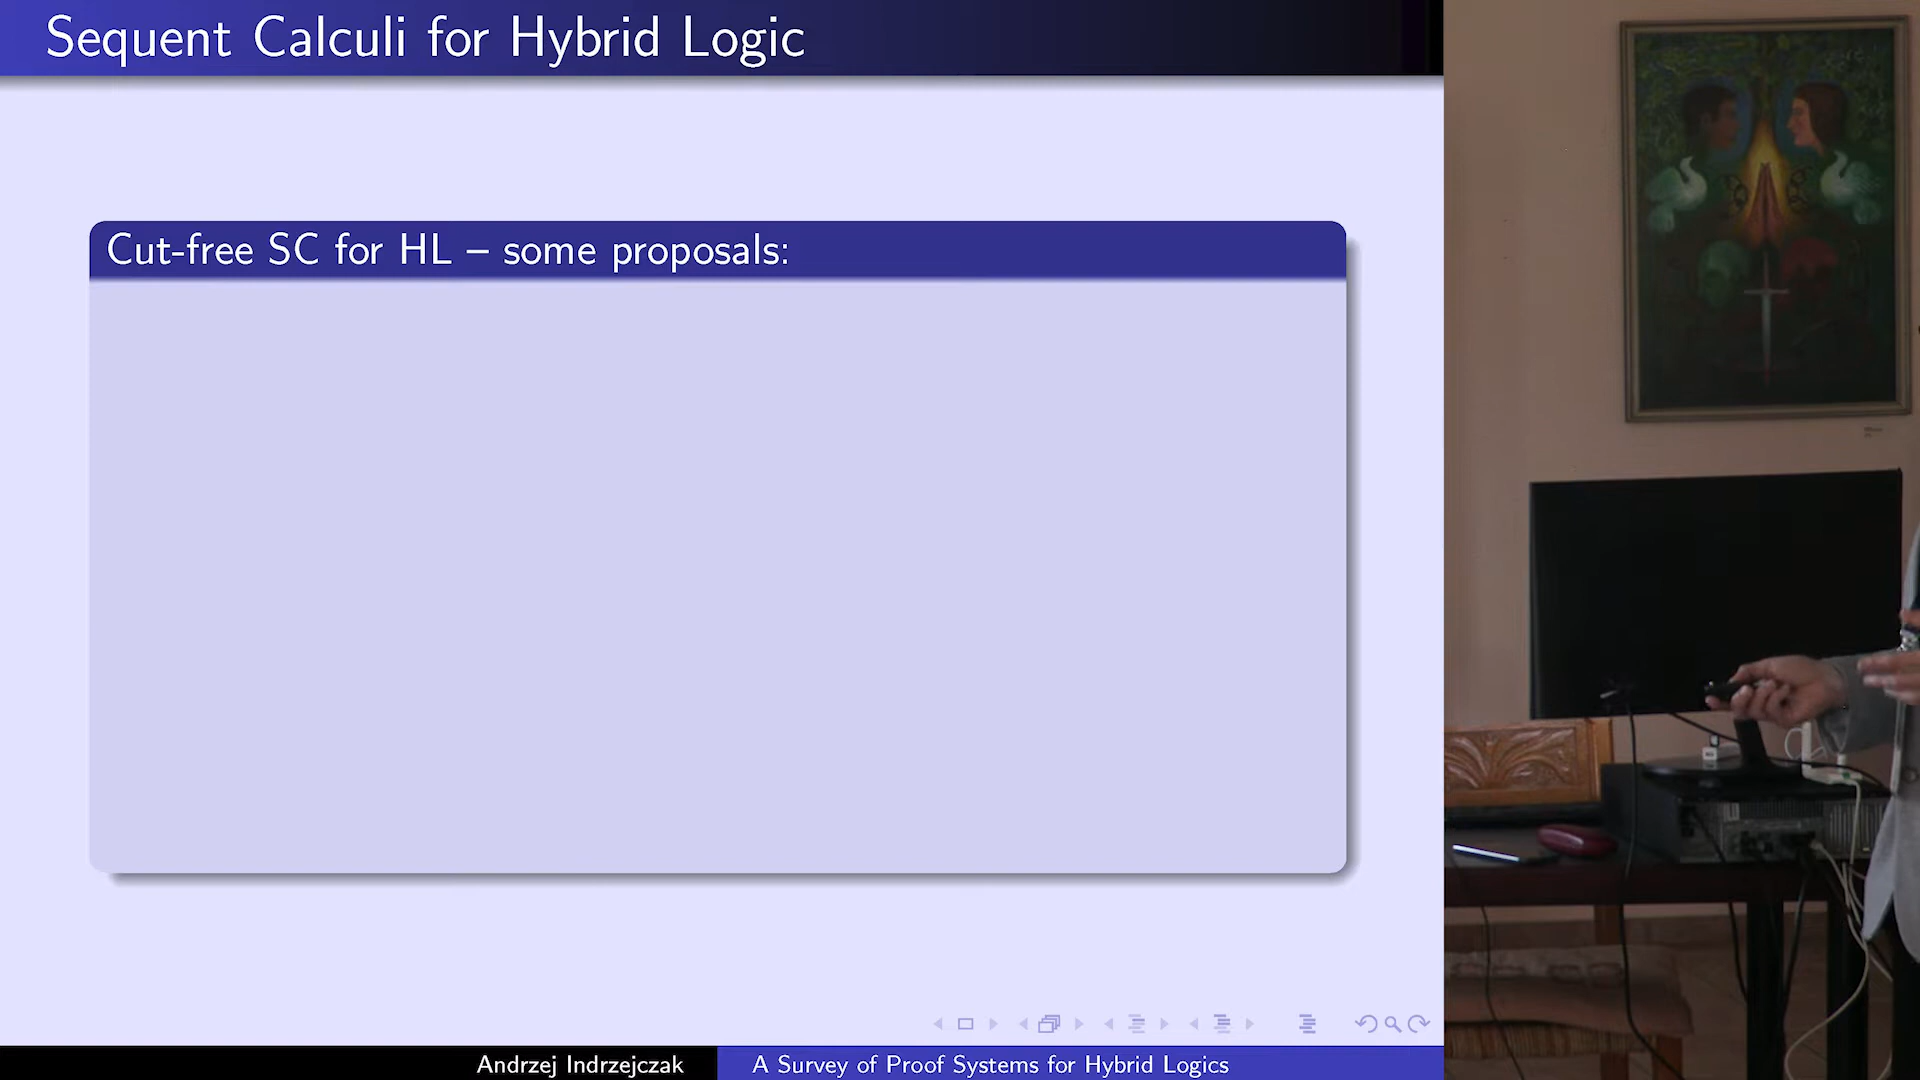 Sequent Calculi for Hybrid Logic
Cut-free SC for HL – some proposals:
Andrzej Indrzejczak
A Survey of Proof Systems for Hybrid Logics